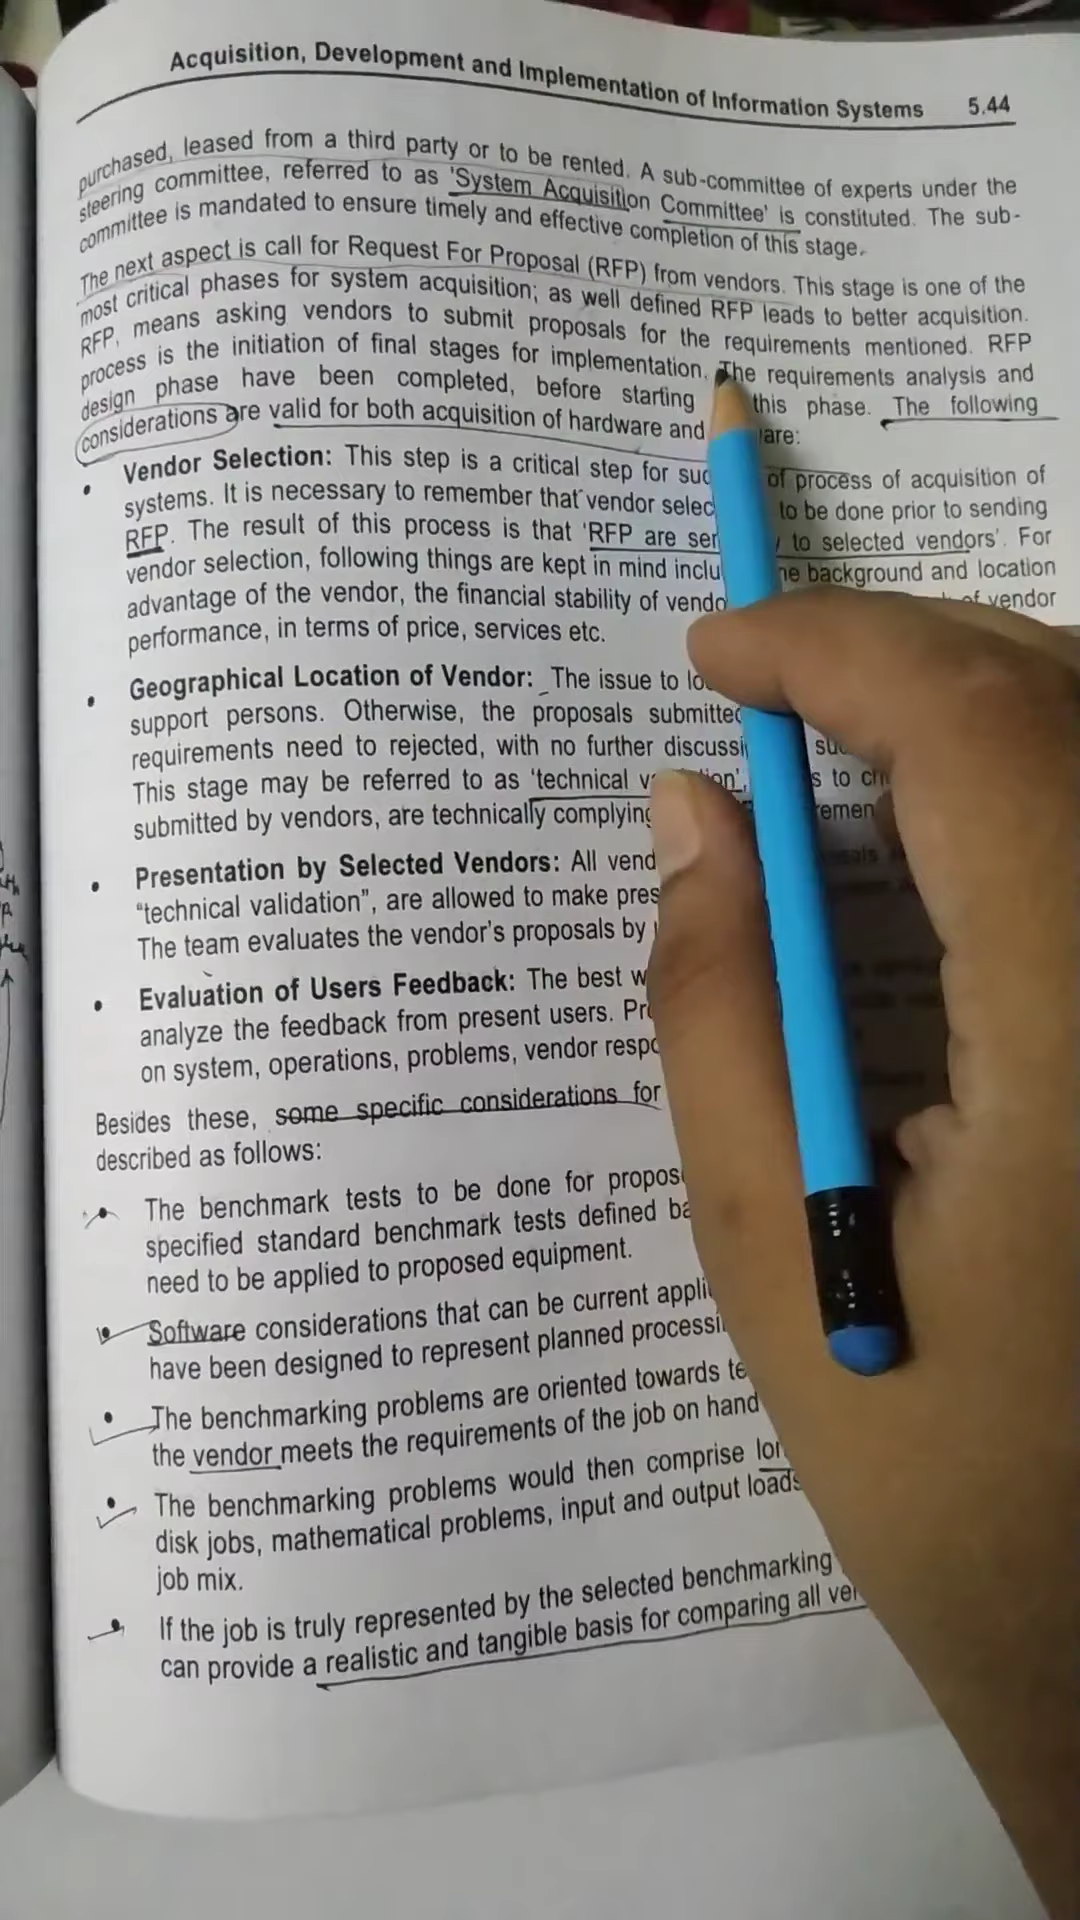 Acquisition, Development and Implementation of Information Systems 5.44
purchased, leased from a third party or to be rented. A sub-committee of experts under the
steering committee, referred to as 'System Acquisition Committee' is constituted. The sub-
committee is mandated to ensure timely and effective completion of this stage.
The next aspect is call for Request For Proposal (RFP) from vendors. This stage is one of the
most critical phases for system acquisition; as well defined RFP leads to better acquisition.
RFP, means asking vendors to submit proposals for the requirements mentioned. RFP
process is the initiation of final stages for implementation. The requirements analysis and
design phase have been completed, before starting this phase. The following
considerations are valid for both acquisition of hardware and are:
• Vendor Selection: This step is a critical step for suc of process of acquisition of
systems. It is necessary to remember that vendor selec to be done prior to sending
RFP. The result of this process is that 'RFP are ser to selected vendors'. For
vendor selection, following things are kept in mind inclu he background and location
advantage of the vendor, the financial stability of vendo of vendor
performance, in terms of price, services etc.
• Geographical Location of Vendor: The issue to lo
support persons. Otherwise, the proposals submitted
requirements need to rejected, with no further discussi su
This stage may be referred to as 'technical v ion', s to cri
submitted by vendors, are technically complying remen
• Presentation by Selected Vendors: All vend
"technical validation", are allowed to make pres
The team evaluates the vendor's proposals by
• Evaluation of Users Feedback: The best w
analyze the feedback from present users. Pr
on system, operations, problems, vendor respo
Besides these, some specific considerations for
described as follows:
• The benchmark tests to be done for propos
specified standard benchmark tests defined ba
need to be applied to proposed equipment.
• Software considerations that can be current appli
have been designed to represent planned processi
• The benchmarking problems are oriented towards te
the vendor meets the requirements of the job on hand
• The benchmarking problems would then comprise lon
disk jobs, mathematical problems, input and output loads
job mix.
• If the job is truly represented by the selected benchmarking
can provide a realistic and tangible basis for comparing all ven